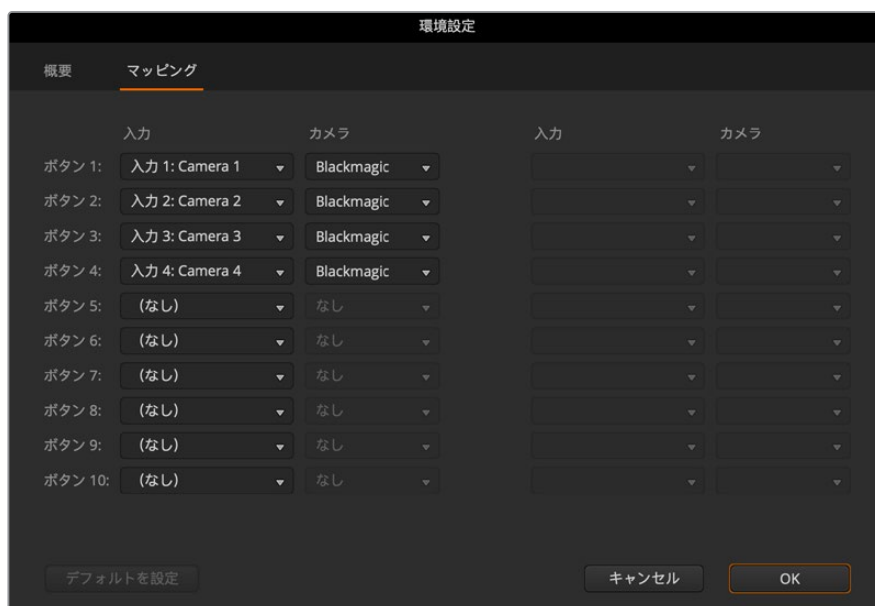 環境設定
概要 マッピング
入力 カメラ 入力 カメラ
ボタン 1: 入力 1: Camera 1 Blackmagic
ボタン 2: 入力 2: Camera 2 Blackmagic
ボタン 3: 入力 3: Camera 3 Blackmagic
ボタン 4: 入力 4: Camera 4 Blackmagic
ボタン 5: (なし) なし
ボタン 6: (なし) なし
ボタン 7: (なし) なし
ボタン 8: (なし) なし
ボタン 9: (なし) なし
ボタン 10: (なし) なし
デフォルトを設定 キャンセル OK